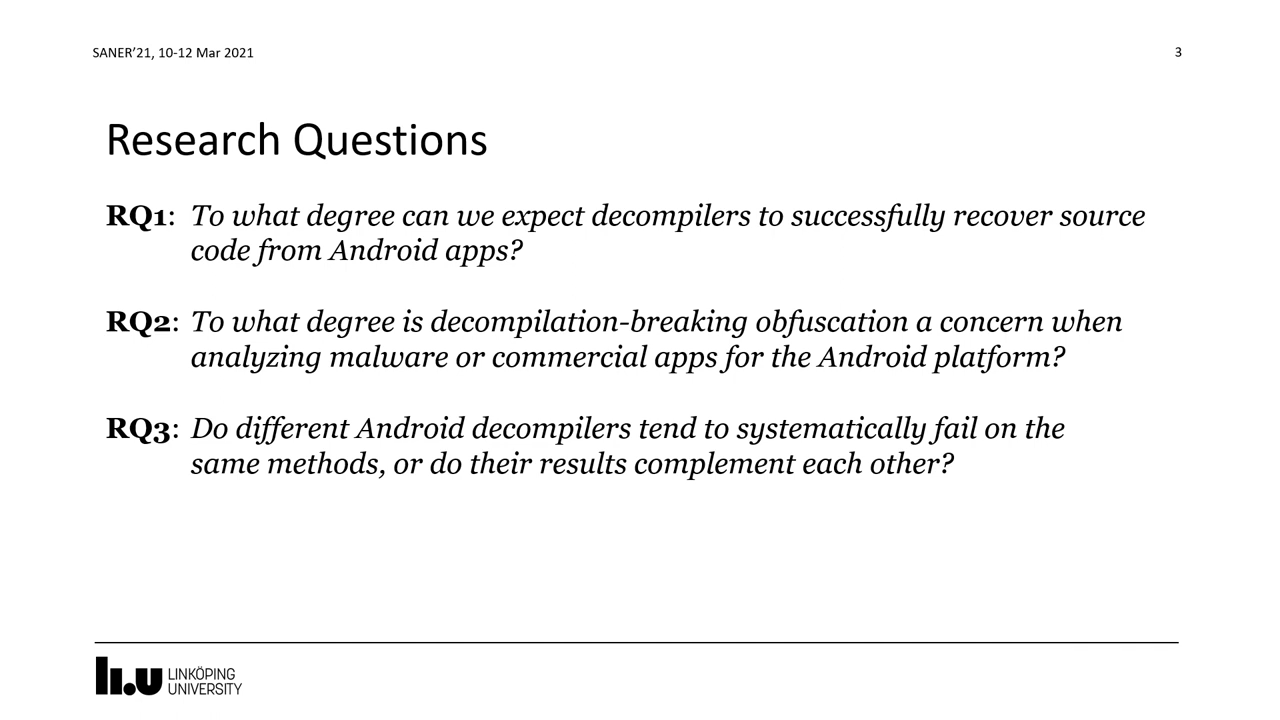 SANER’21, 10-12 Mar 2021
3
Research Questions
RQ1: To what degree can we expect decompilers to successfully recover source
code from Android apps?
RQ2: To what degree is decompilation-breaking obfuscation a concern when
analyzing malware or commercial apps for the Android platform?
RQ3: Do different Android decompilers tend to systematically fail on the
same methods, or do their results complement each other?
LI.U LINKÖPING
UNIVERSITY